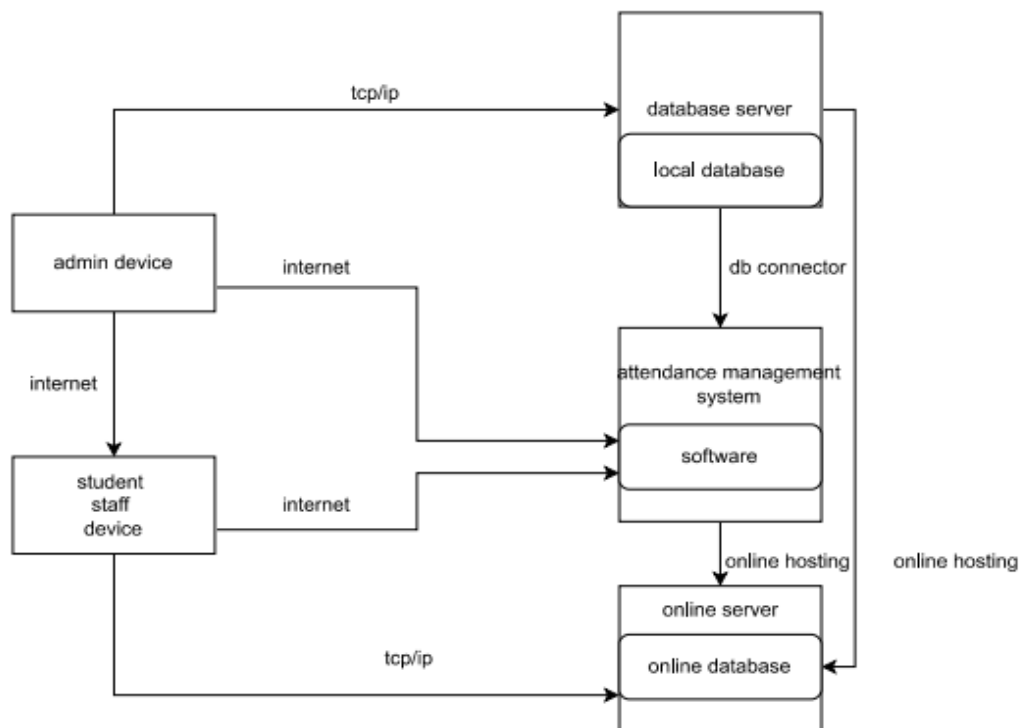 tcp/ip
database server
local database
admin device
internet
db connector
internet
attendance management
system
software
student
staff
device
internet
online hosting
online hosting
online server
tcp/ip
online database